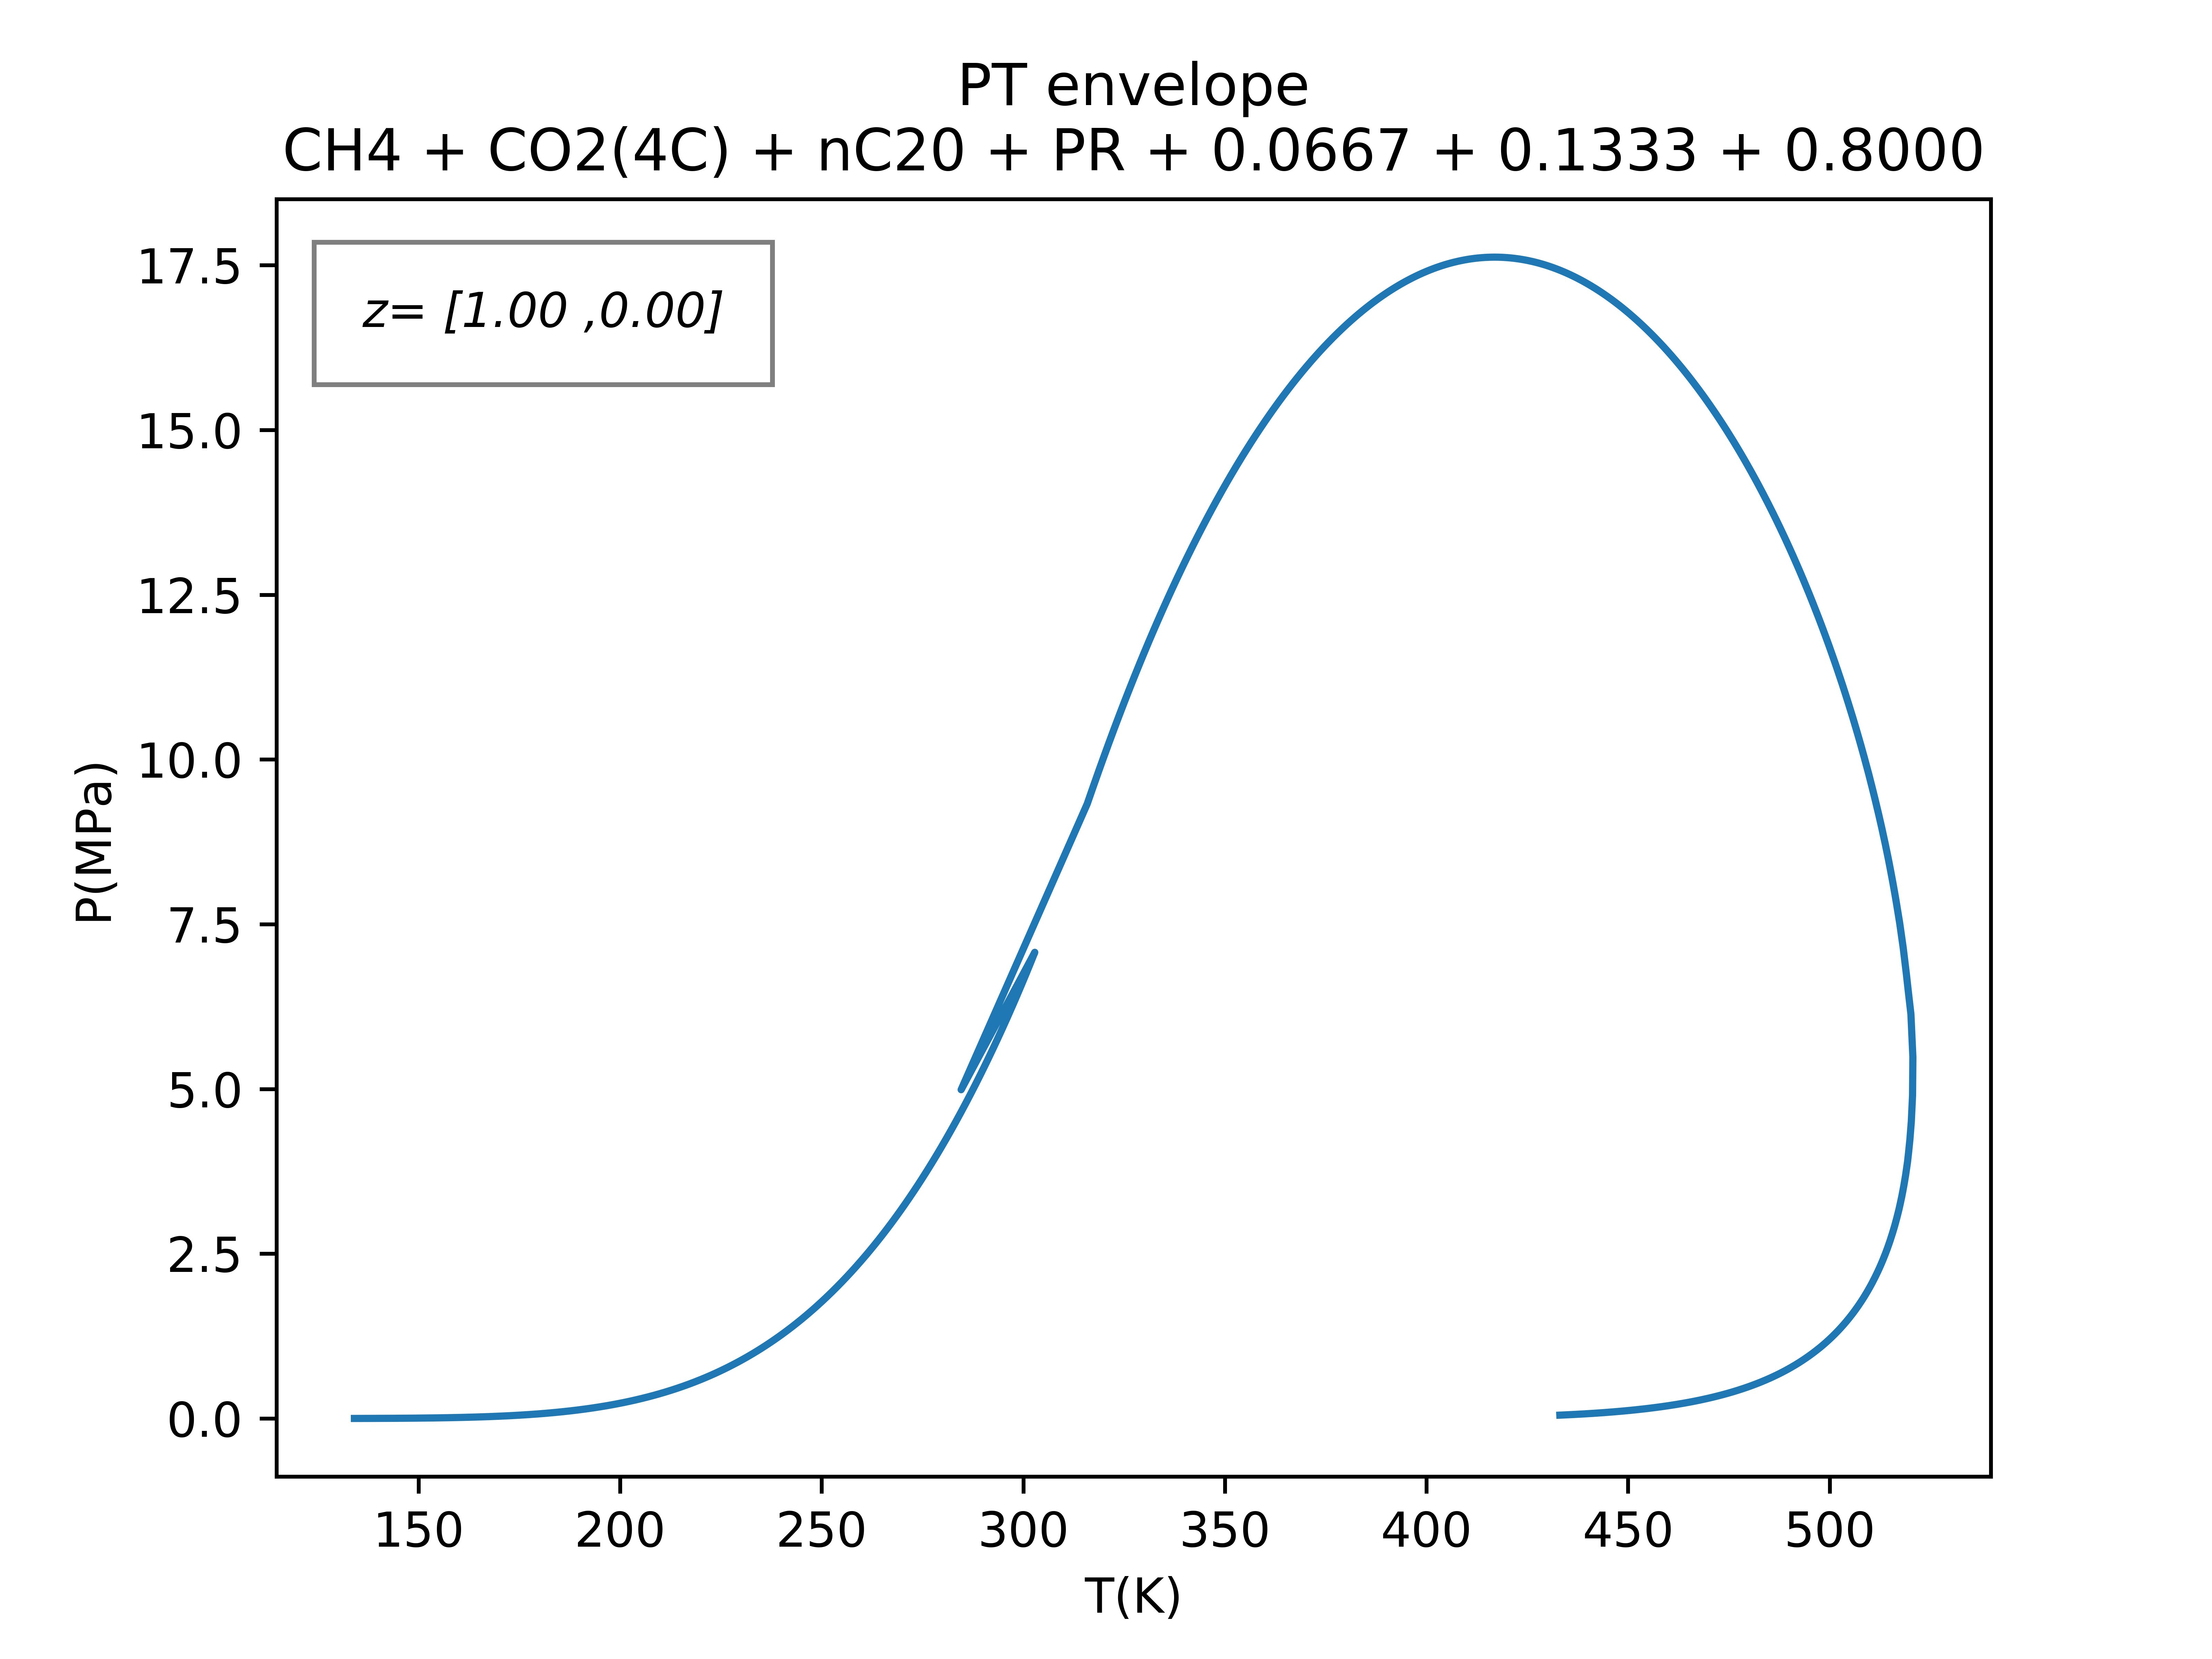 PT envelope
CH4 + CO2(4C) + nC20 + PR + 0.0667 + 0.1333 + 0.8000
z= [1.00 ,0.00]
17.5
15.0
12.5
10.0
7.5
5.0
2.5
0.0
P(MPa)
150 200 250 300 350 400 450 500
T(K)